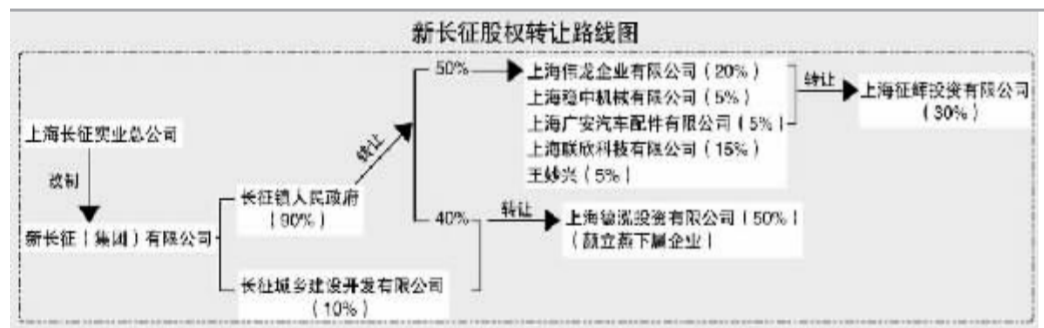 新长征股权转让路线图
上海长征实业总公司
改制
新长征（集团）有限公司
长征镇人民政府
（90%）
长征城乡建设开发有限公司
（10%）
转让
50%
上海伟龙企业有限公司（20%）
上海稳中机械有限公司（5%）
上海广安汽车配件有限公司（5%）
上海联欣科技有限公司（15%）
王妙兴（5%）
转让
上海征辉投资有限公司
（30%）
40%
转让
上海德泓投资有限公司（50%）
（颜立燕下属企业）